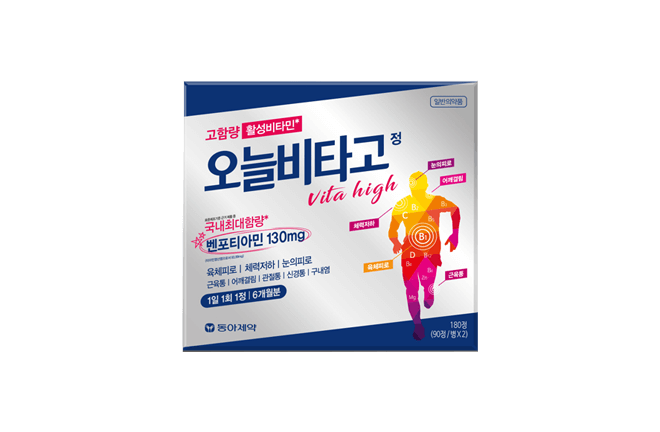 일반의약품
고함량 활성비타민*
오늘비타고 정
Vita high
국내최대함량*
벤포티아민 130mg
육체피로 | 체력저하 | 눈의피로
근육통 | 어깨결림 | 관절통 | 신경통 | 구내염
1일 1회 1정 | 6개월분
동아제약
눈의피로
어깨결림
체력저하
육체피로
근육통
C
B₁
D
180정
(90정/병X2)